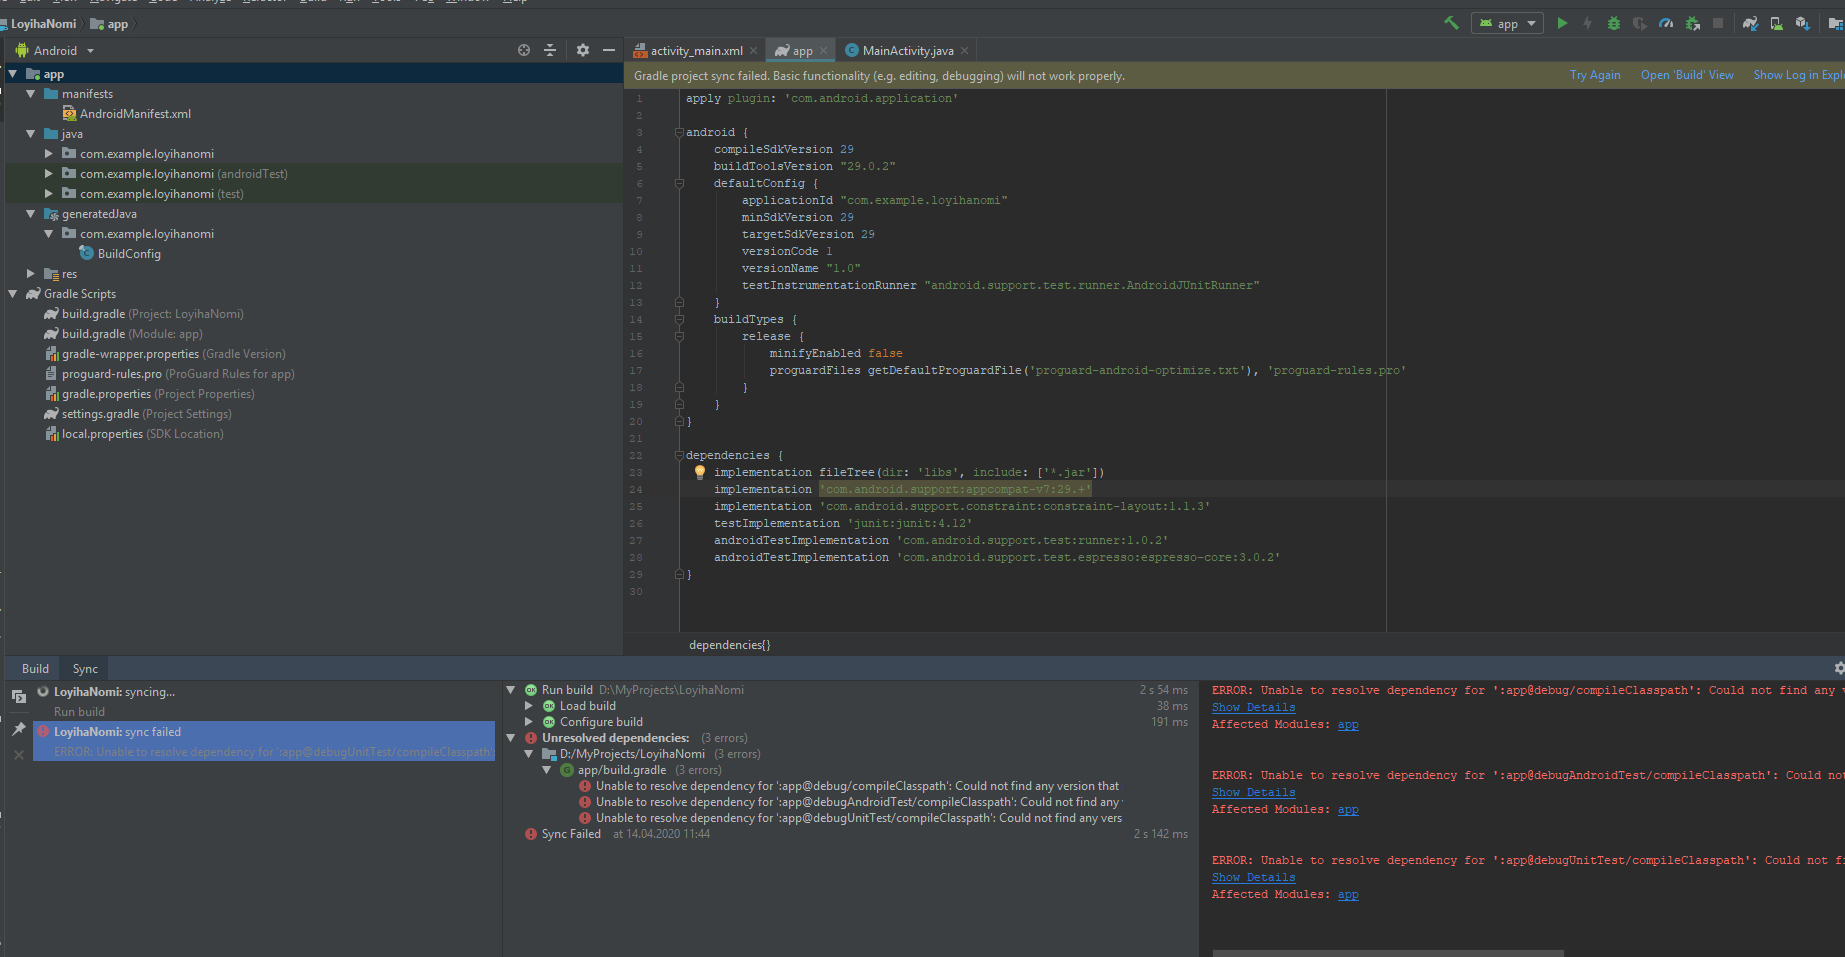 LoyihaNomi app
app
Android
activity_main.xml
app
MainActivity.java
Gradle project sync failed. Basic functionality (e.g. editing, debugging) will not work properly.
Try Again
Open 'Build' View
Show Log in Expl
app
manifests
AndroidManifest.xml
java
com.example.loyihanomi
com.example.loyihanomi (androidTest)
com.example.loyihanomi (test)
generatedJava
com.example.loyihanomi
BuildConfig
res
Gradle Scripts
build.gradle (Project: LoyihaNomi)
build.gradle (Module: app)
gradle-wrapper.properties (Gradle Version)
proguard-rules.pro (ProGuard Rules for app)
gradle.properties (Project Properties)
settings.gradle (Project Settings)
local.properties (SDK Location)
1 apply plugin: 'com.android.application'
2
3 android {
4 compileSdkVersion 29
5 buildToolsVersion "29.0.2"
6 defaultConfig {
7 applicationId "com.example.loyihanomi"
8 minSdkVersion 29
9 targetSdkVersion 29
10 versionCode 1
11 versionName "1.0"
12 testInstrumentationRunner "android.support.test.runner.AndroidJUnitRunner"
13 }
14 buildTypes {
15 release {
16 minifyEnabled false
17 proguardFiles getDefaultProguardFile('proguard-android-optimize.txt'), 'proguard-rules.pro'
18 }
19 }
20 }
21
22 dependencies {
23 implementation fileTree(dir: 'libs', include: ['*.jar'])
24 implementation 'com.android.support:appcompat-v7:29.+'
25 implementation 'com.android.support.constraint:constraint-layout:1.1.3'
26 testImplementation 'junit:junit:4.12'
27 androidTestImplementation 'com.android.support.test:runner:1.0.2'
28 androidTestImplementation 'com.android.support.test.espresso:espresso-core:3.0.2'
29 }
30
dependencies{}
Build
Sync
LoyihaNomi: syncing...
Run build
LoyihaNomi: sync failed
ERROR: Unable to resolve dependency for ':app@debugUnitTest/compileClasspath'
Run build D:\MyProjects\LoyihaNomi 2 s 54 ms
Load build 38 ms
Configure build 191 ms
Unresolved dependencies: (3 errors)
D:/MyProjects/LoyihaNomi (3 errors)
app/build.gradle (3 errors)
Unable to resolve dependency for ':app@debug/compileClasspath': Could not find any version that
Unable to resolve dependency for ':app@debugAndroidTest/compileClasspath': Could not find any
Unable to resolve dependency for ':app@debugUnitTest/compileClasspath': Could not find any vers
Sync Failed at 14.04.2020 11:44 2 s 142 ms
ERROR: Unable to resolve dependency for ':app@debug/compileClasspath': Could not find any
Show Details
Affected Modules: app
ERROR: Unable to resolve dependency for ':app@debugAndroidTest/compileClasspath': Could not
Show Details
Affected Modules: app
ERROR: Unable to resolve dependency for ':app@debugUnitTest/compileClasspath': Could not
Show Details
Affected Modules: app